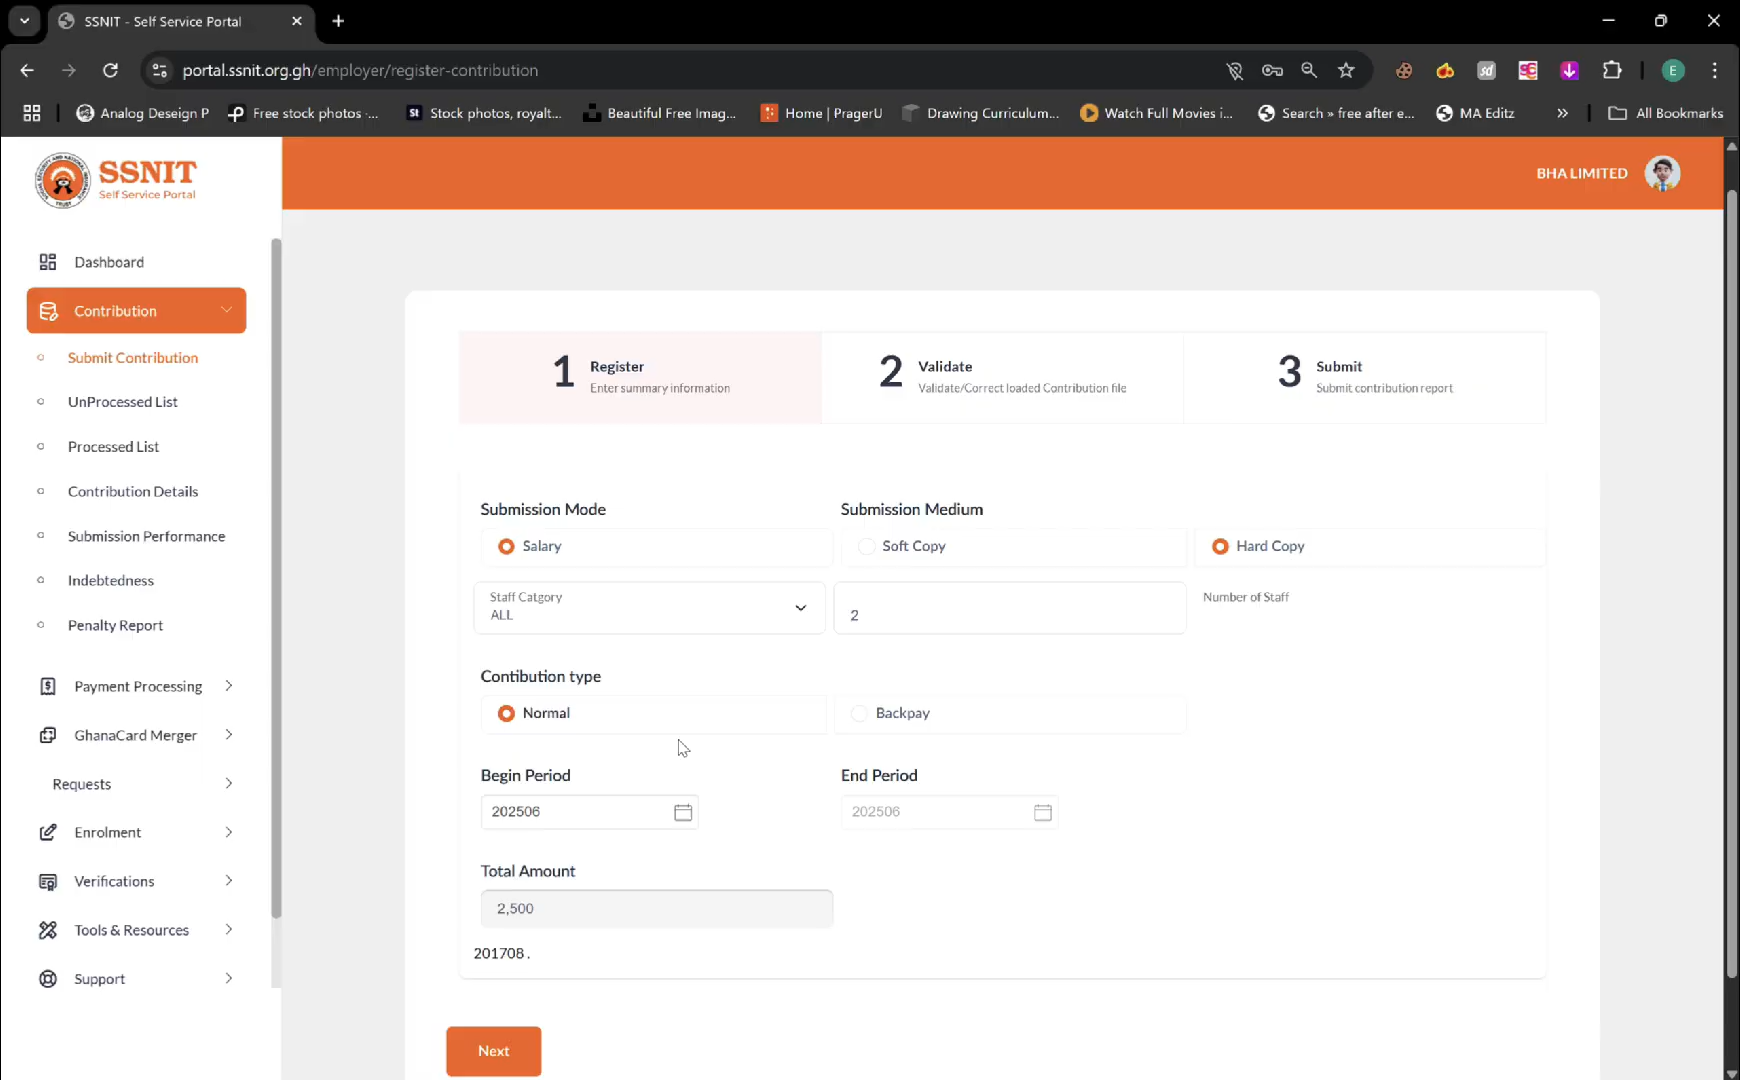 SSNIT - Self Service Portal
portal.ssnit.org.gh/employer/register-contribution
E
Analog Deseign P
Free stock photos -...
St Stock photos, royalt...
Beautiful Free Imag...
Home | PragerU
Drawing Curriculum...
Watch Full Movies i...
Search » free after e...
MA Editz
»
All Bookmarks
SSNIT
Self Service Portal
BHA LIMITED
Dashboard
Contribution
Submit Contribution
UnProcessed List
Processed List
Contribution Details
Submission Performance
Indebtedness
Penalty Report
Payment Processing
GhanaCard Merger
Requests
Enrolment
Verifications
Tools & Resources
Support
1 Register
Enter summary information
2 Validate
Validate/Correct loaded Contribution file
3 Submit
Submit contribution report
Submission Mode
Submission Medium
Salary
Soft Copy
Hard Copy
Staff Catgory
ALL
2
Number of Staff
Contibution type
Normal
Backpay
Begin Period
End Period
202506
202506
Total Amount
2,500
201708 .
Next